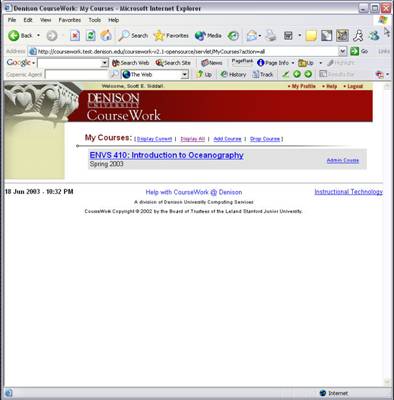 Denison CourseWork: My Courses - Microsoft Internet Explorer
File Edit View Favorites Tools Help
Back Search Favorites Media
Address http://coursework.test.denison.edu/coursework-v2.1-opensource/servlet/MyCourses?action=all Go Links
Google Search Web Search Site News PageRank Page Info Up Highlight
Copernic Agent The Web Up History Track
Welcome, Scott E. Siddall. My Profile Help Logout
DENISON
UNIVERSITY
COURSEWORK
My Courses: [ Display Current | Display All | Add Course | Drop Course ]
ENVS 410: Introduction to Oceanography
Spring 2003 Admin Course
18 Jun 2003 - 10:32 PM Help with CourseWork @ Denison Instructional Technology
A division of Denison University Computing Services
CourseWork Copyright © 2002 by the Board of Trustees of the Leland Stanford Junior University.
Internet